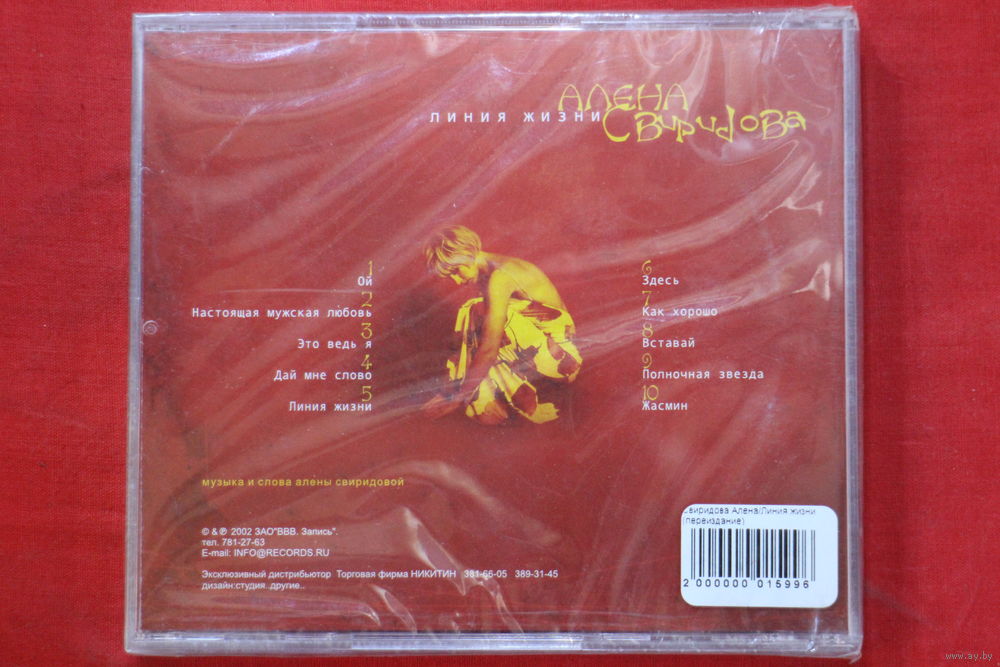 ЛИНИЯ ЖИЗНИ
АЛЕНА
СВИРИДОВА
1
Ой
2
Настоящая мужская любовь
3
Это ведь я
4
Дай мне слово
5
Линия жизни
6
Здесь
7
Как хорошо
8
Вставай
9
Полночная звезда
10
Жасмин
музыка и слова алены свиридовой
© & ℗ 2002 ЗАО"ВВВ. Запись".
тел. 781-27-63
E-mail: INFO@RECORDS.RU
Эксклюзивный дистрибьютор Торговая фирма НИКИТИН 381-66-05 389-31-45
дизайн:студия..другие..
Свиридова Алена/Линия жизни
(переиздание)
2 000000 015996
www.ay.by